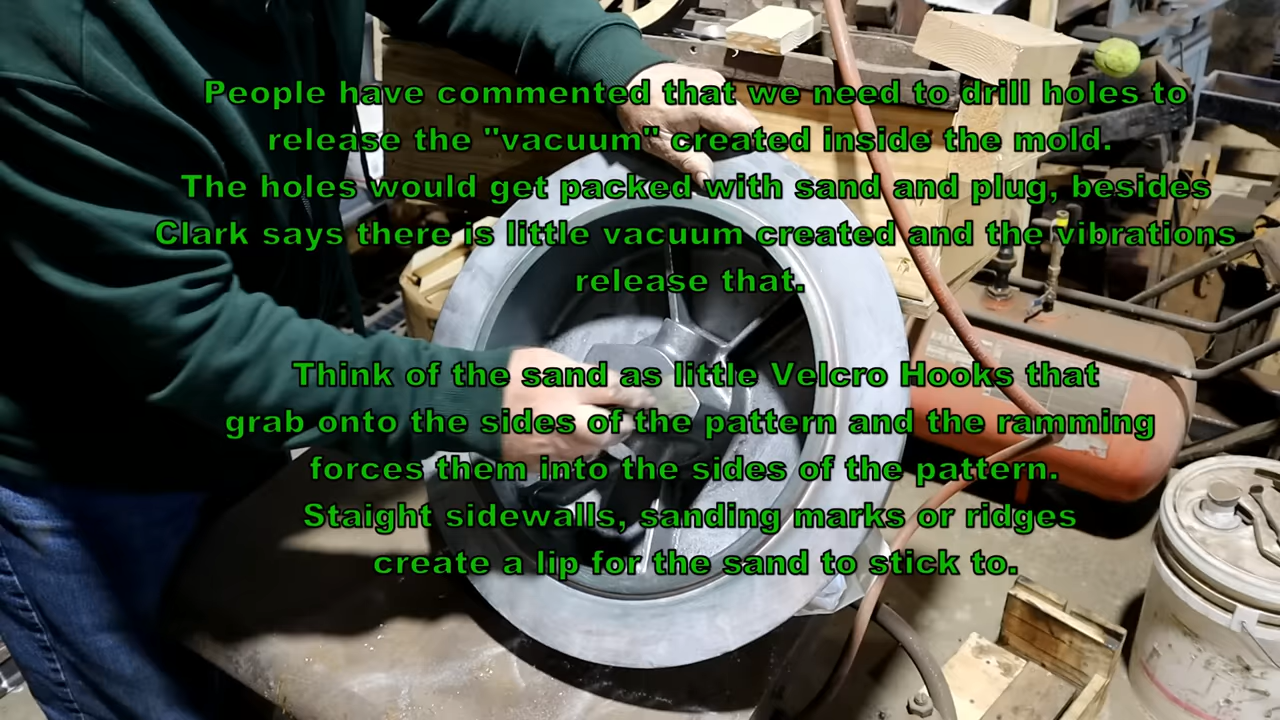 People have commented that we need to drill holes to
release the "vacuum" created inside the mold.
The holes would get packed with sand and plug, besides
Clark says there is little vacuum created and the vibrations
release that.
Think of the sand as little Velcro Hooks that
grab onto the sides of the pattern and the ramming
forces them into the sides of the pattern.
Staight sidewalls, sanding marks or ridges
create a lip for the sand to stick to.